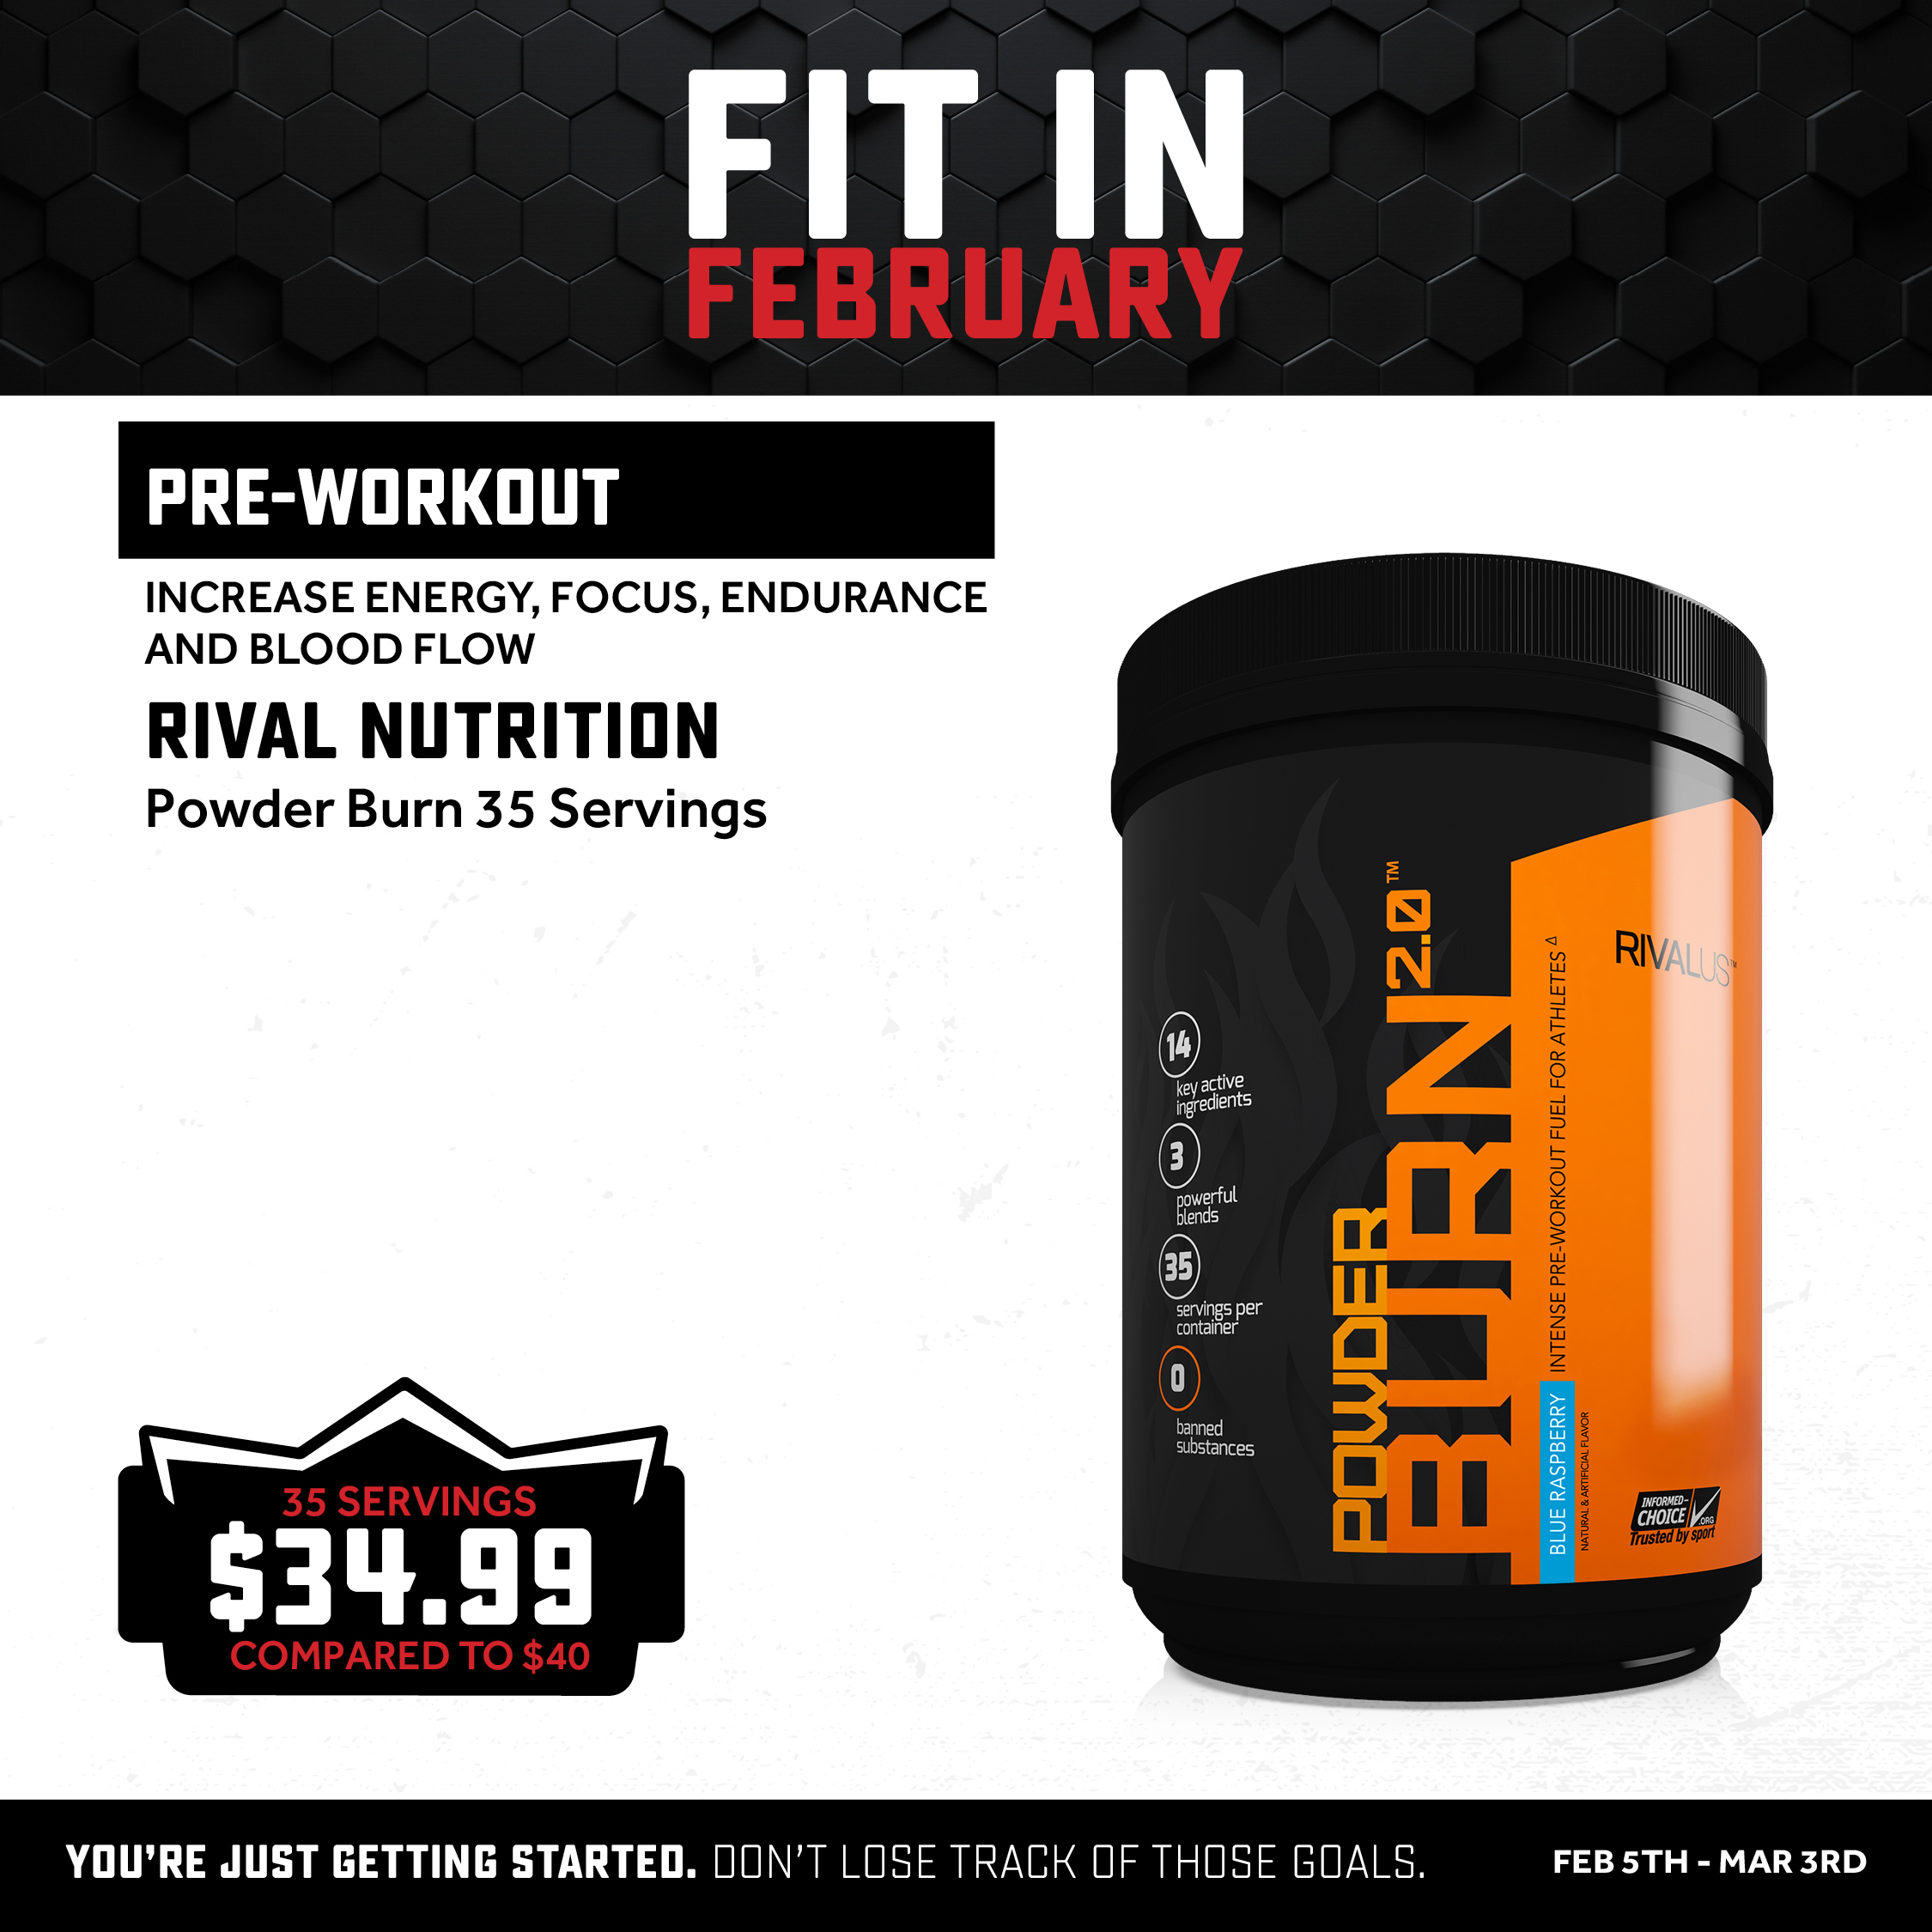 FIT IN
FEBRUARY
PRE-WORKOUT
INCREASE ENERGY, FOCUS, ENDURANCE
AND BLOOD FLOW
RIVAL NUTRITION
Powder Burn 35 Servings
35 SERVINGS
$34.99
COMPARED TO $40
14
key active
ingredients
3
powerful
blends
35
servings per
container
0
banned
substances
POWDER
BURN 2.0™
BLUE RASPBERRY INTENSE PRE-WORKOUT FUEL FOR ATHLETES Δ
NATURAL & ARTIFICIAL FLAVOR
RIVALUS™
INFORMED-
CHOICE .ORG
Trusted by sport
YOU'RE JUST GETTING STARTED. DON'T LOSE TRACK OF THOSE GOALS.
FEB 5TH - MAR 3RD